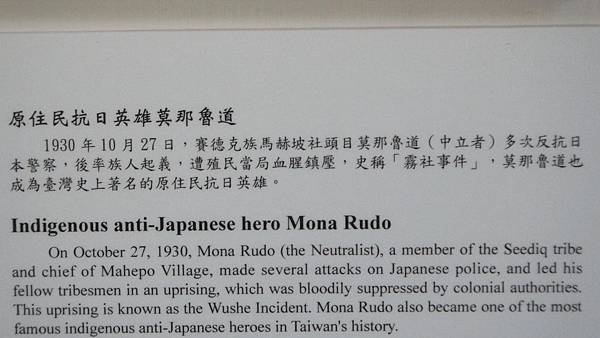 原住民抗日英雄莫那魯道
1930 年 10 月 27 日，賽德克族馬赫坡社頭目莫那魯道（中立者）多次反抗日
本警察，後率族人起義，遭殖民當局血腥鎮壓，史稱「霧社事件」，莫那魯道也
成為臺灣史上著名的原住民抗日英雄。
Indigenous anti-Japanese hero Mona Rudo
On October 27, 1930, Mona Rudo (the Neutralist), a member of the Seediq tribe
and chief of Mahepo Village, made several attacks on Japanese police, and led his
fellow tribesmen in an uprising, which was bloodily suppressed by colonial authorities.
This uprising is known as the Wushe Incident. Mona Rudo also became one of the most
famous indigenous anti-Japanese heroes in Taiwan's history.